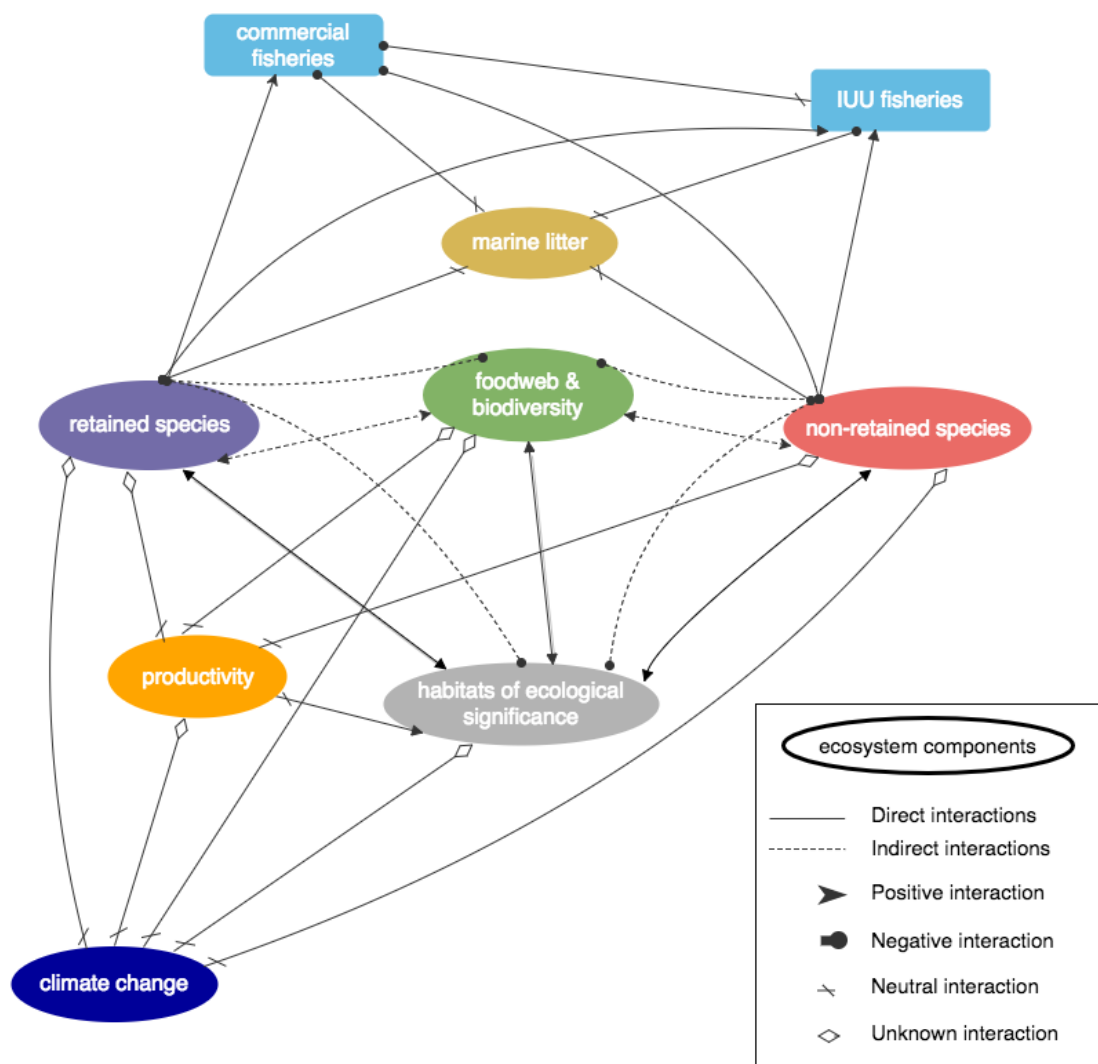 commercial
fisheries
IUU fisheries
marine litter
foodweb &
biodiversity
retained species
non-retained species
productivity
habitats of ecological
significance
climate change
ecosystem components
Direct interactions
Indirect interactions
Positive interaction
Negative interaction
Neutral interaction
Unknown interaction